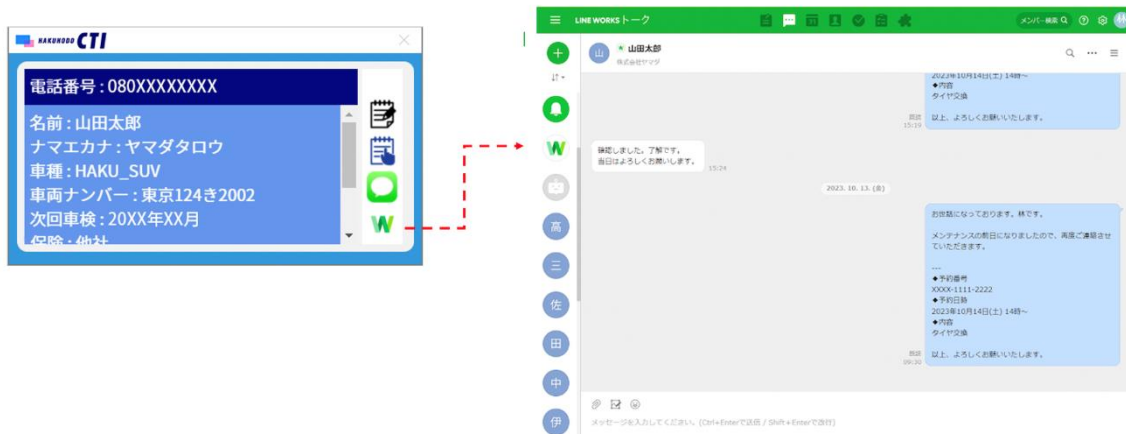 HAKUHODO CTI
電話番号 : 080XXXXXXXX
名前 : 山田太郎
ナマエカナ : ヤマダタロウ
車種 : HAKU_SUV
車両ナンバー : 東京124き2002
次回車検 : 20XX年XX月
保険 : 他社
LINE WORKS トーク
メンバー検索
林
山
山田太郎
株式会社ヤマダ
2023年10月14日(土) 14時～
◆内容
タイヤ交換
以上、よろしくお願いいたします。
既読
15:19
確認しました。了解です。
当日はよろしくお願いします。
15:24
2023. 10. 13. (金)
お世話になっております。林です。
メンテナンスの前日になりましたので、再度ご連絡させ
ていただきます。
---
◆予約番号
XXXX-1111-2222
◆予約日時
2023年10月14日(土) 14時～
◆内容
タイヤ交換
以上、よろしくお願いいたします。
既読
09:30
高
三
佐
田
中
伊
メッセージを入力してください。(Ctrl+Enterで送信 / Shift+Enterで改行)